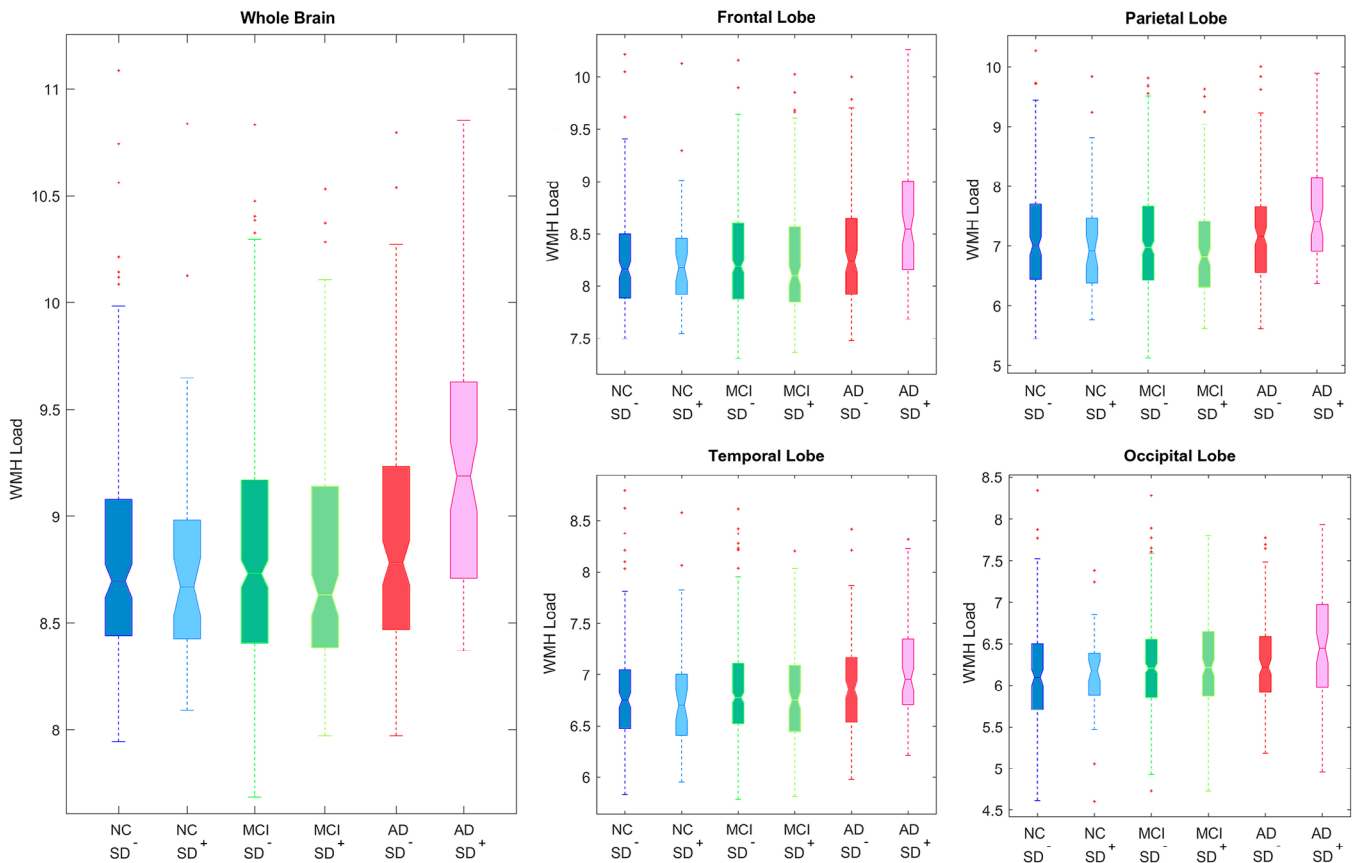 Whole Brain
WMH Load
11
10.5
10
9.5
9
8.5
8
NC NC MCI MCI AD AD
SD⁻ SD⁺ SD⁻ SD⁺ SD⁻ SD⁺
Frontal Lobe
WMH Load
10
9.5
9
8.5
8
7.5
NC NC MCI MCI AD AD
SD⁻ SD⁺ SD⁻ SD⁺ SD⁻ SD⁺
Parietal Lobe
WMH Load
10
9
8
7
6
5
NC NC MCI MCI AD AD
SD⁻ SD⁺ SD⁻ SD⁺ SD⁻ SD⁺
Temporal Lobe
WMH Load
8.5
8
7.5
7
6.5
6
NC NC MCI MCI AD AD
SD⁻ SD⁺ SD⁻ SD⁺ SD⁻ SD⁺
Occipital Lobe
WMH Load
8.5
8
7.5
7
6.5
6
5.5
5
4.5
NC NC MCI MCI AD AD
SD⁻ SD⁺ SD⁻ SD⁺ SD⁻ SD⁺